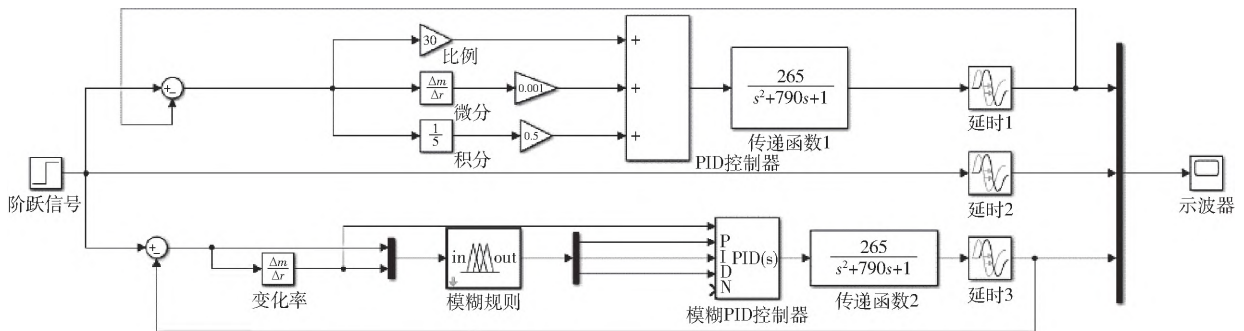 30
比例
+
-
Δm
Δr
微分
0.001
1
5
积分
0.5
+
+
+
PID控制器
265
s²+790s+1
传递函数1
延时1
阶跃信号
延时2
示波器
+
-
Δm
Δr
变化率
in
out
模糊规则
P
I
D
N
PID(s)
模糊PID控制器
265
s²+790s+1
传递函数2
延时3